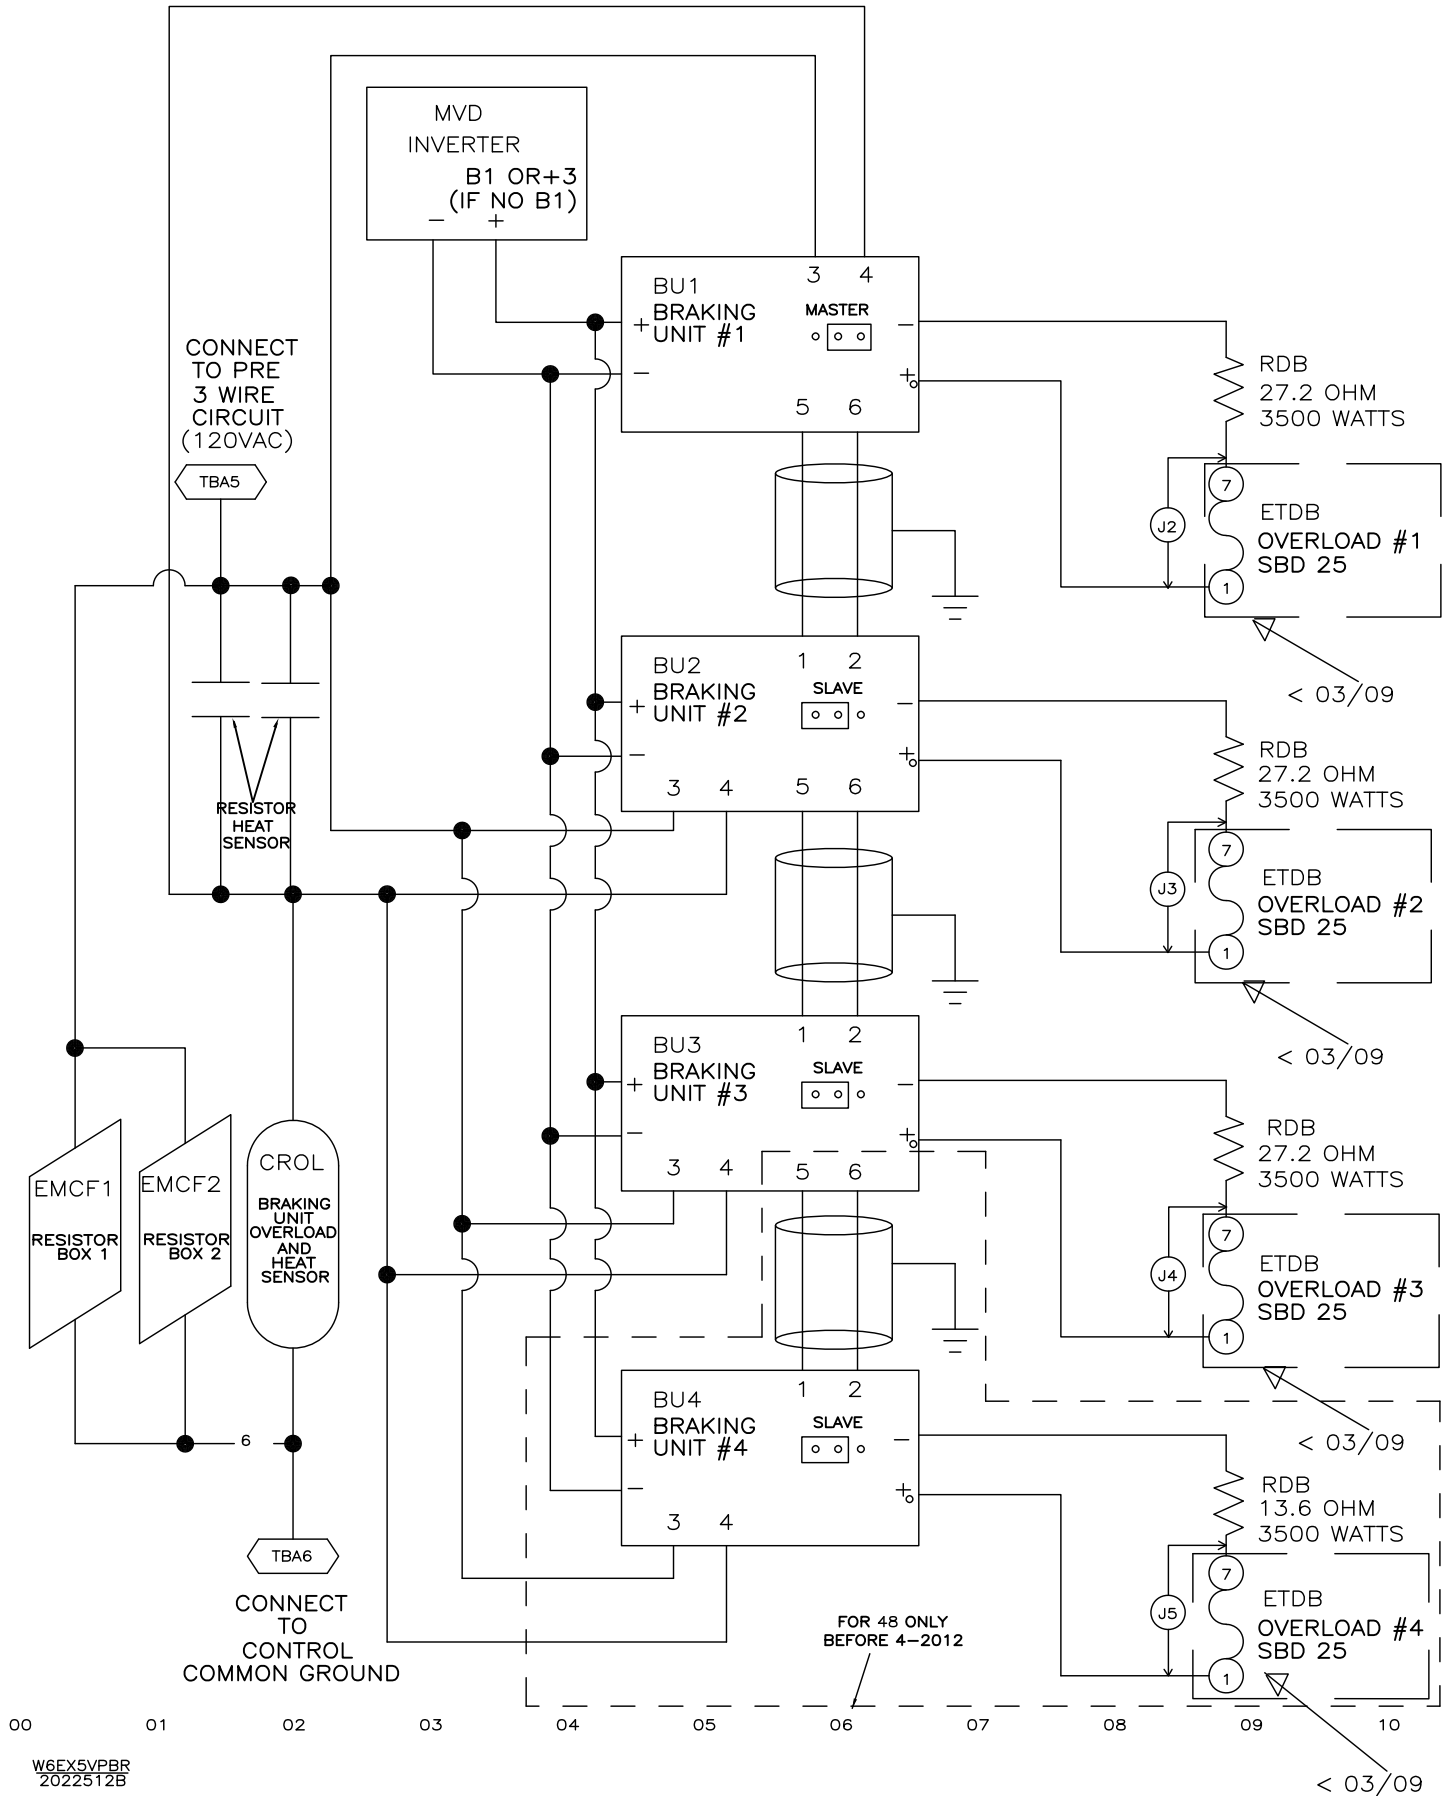 MVD
INVERTER
B1 OR+3
(IF NO B1)
− +
3 4
BU1
BRAKING
UNIT #1
MASTER
+
−
−
+
5 6
RDB
27.2 OHM
3500 WATTS
CONNECT
TO PRE
3 WIRE
CIRCUIT
(120VAC)
TBA5
7
J2
ETDB
OVERLOAD #1
SBD 25
1
< 03/09
1 2
BU2
BRAKING
UNIT #2
SLAVE
+
−
−
+
3 4 5 6
RDB
27.2 OHM
3500 WATTS
RESISTOR
HEAT
SENSOR
7
J3
ETDB
OVERLOAD #2
SBD 25
1
< 03/09
1 2
BU3
BRAKING
UNIT #3
SLAVE
+
−
−
+
3 4 5 6
RDB
27.2 OHM
3500 WATTS
EMCF1
RESISTOR
BOX 1
EMCF2
RESISTOR
BOX 2
CROL
BRAKING
UNIT
OVERLOAD
AND
HEAT
SENSOR
7
J4
ETDB
OVERLOAD #3
SBD 25
1
< 03/09
6
1 2
BU4
BRAKING
UNIT #4
SLAVE
+
−
−
+
3 4
RDB
13.6 OHM
3500 WATTS
TBA6
CONNECT
TO
CONTROL
COMMON GROUND
7
J5
ETDB
OVERLOAD #4
SBD 25
1
FOR 48 ONLY
BEFORE 4−2012
< 03/09
00 01 02 03 04 05 06 07 08 09 10
W6EX5VPBR
2022512B